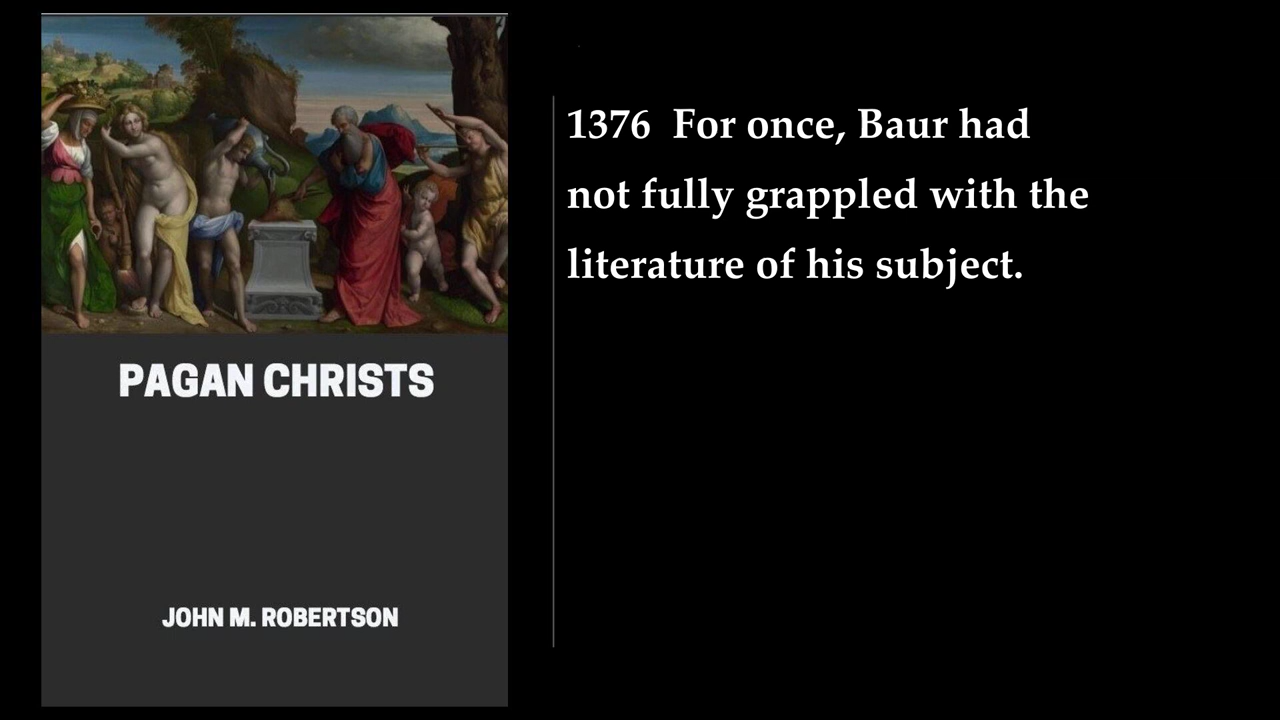 PAGAN CHRISTS
JOHN M. ROBERTSON
1376 For once, Baur had
not fully grappled with the
literature of his subject.